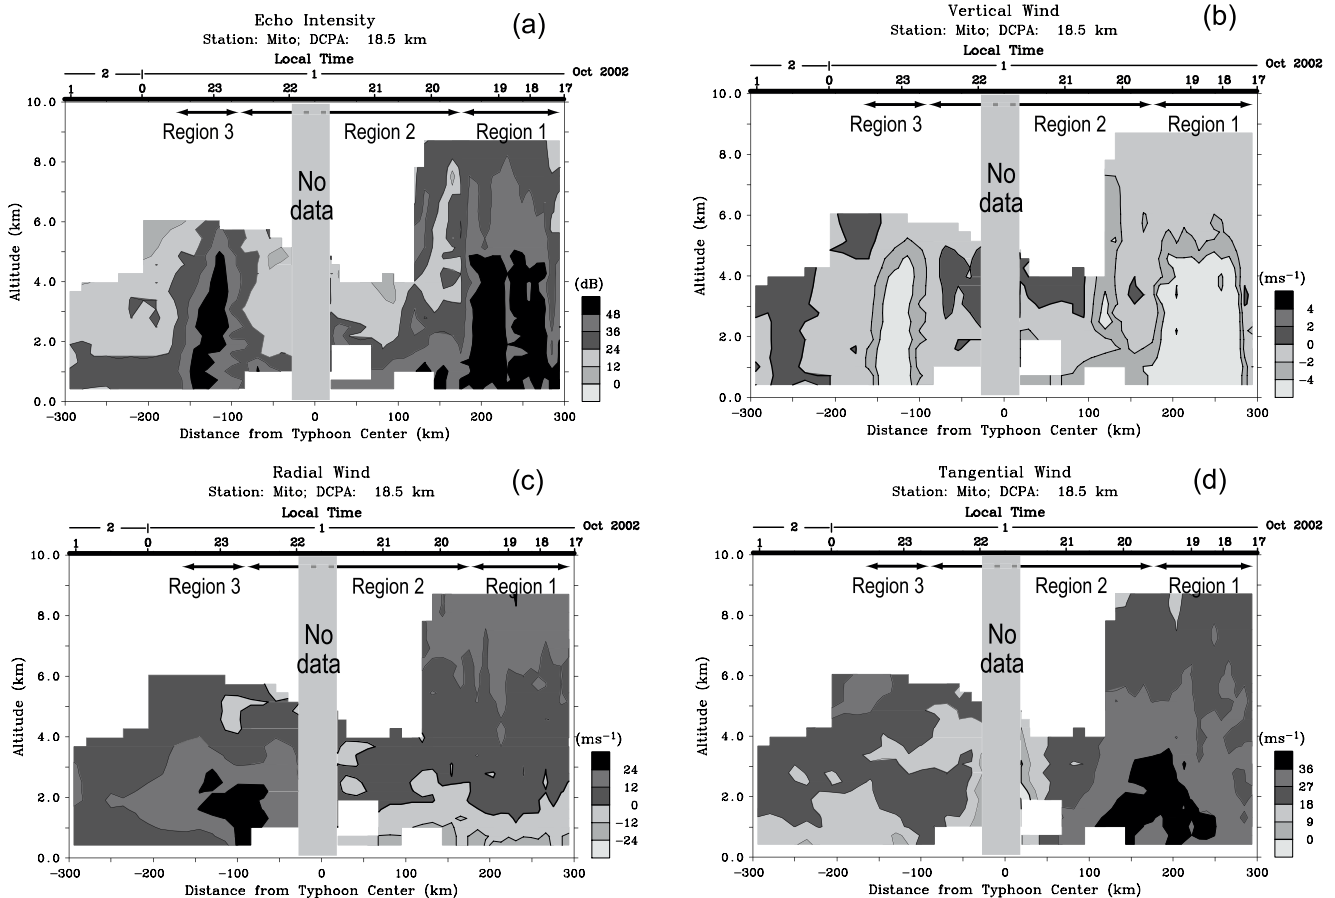 Echo Intensity
(a)
Station: Mito; DCPA: 18.5 km
Local Time
2 1 Oct 2002
1 0 23 22 21 20 19 18 17
10.0
Region 3 Region 2 Region 1
8.0
No
data
6.0
4.0
2.0
0.0
Altitude (km)
(dB)
48
36
24
12
0
-300 -200 -100 0 100 200 300
Distance from Typhoon Center (km)
Vertical Wind
(b)
Station: Mito; DCPA: 18.5 km
Local Time
2 1 Oct 2002
1 0 23 22 21 20 19 18 17
10.0
Region 3 Region 2 Region 1
8.0
No
data
6.0
4.0
2.0
0.0
Altitude (km)
(ms⁻¹)
4
2
0
-2
-4
-300 -200 -100 0 100 200 300
Distance from Typhoon Center (km)
Radial Wind
(c)
Station: Mito; DCPA: 18.5 km
Local Time
2 1 Oct 2002
1 0 23 22 21 20 19 18 17
10.0
Region 3 Region 2 Region 1
8.0
No
data
6.0
4.0
2.0
0.0
Altitude (km)
(ms⁻¹)
24
12
0
-12
-24
-300 -200 -100 0 100 200 300
Distance from Typhoon Center (km)
Tangential Wind
(d)
Station: Mito; DCPA: 18.5 km
Local Time
2 1 Oct 2002
1 0 23 22 21 20 19 18 17
10.0
Region 3 Region 2 Region 1
8.0
No
data
6.0
4.0
2.0
0.0
Altitude (km)
(ms⁻¹)
36
27
18
9
0
-300 -200 -100 0 100 200 300
Distance from Typhoon Center (km)